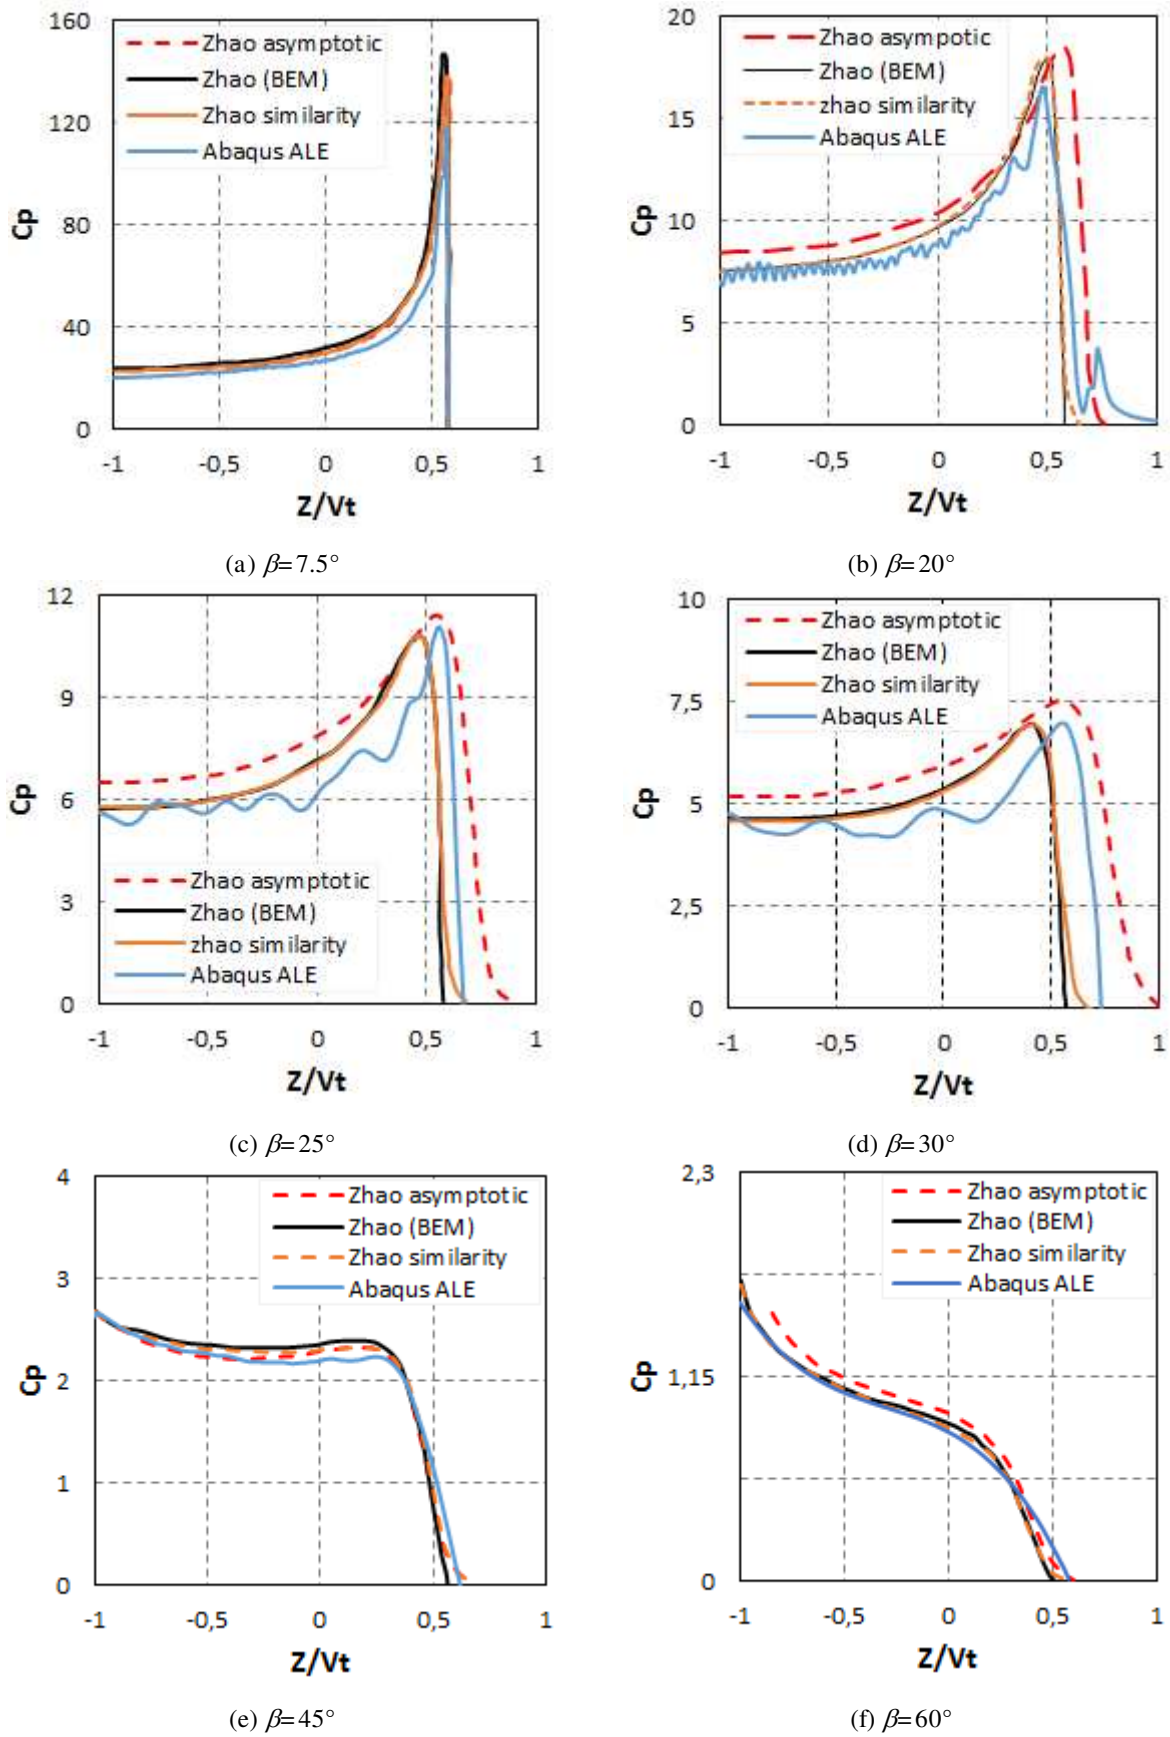 160
120
80
40
0
Cp
Zhao asymptotic
Zhao (BEM)
Zhao similarity
Abaqus ALE
-1
-0,5
0
0,5
1
Z/Vt
(a) β=7.5°
20
15
10
5
0
Cp
Zhao asympotic
Zhao (BEM)
zhao similarity
Abaqus ALE
-1
-0,5
0
0,5
1
Z/Vt
(b) β=20°
12
9
6
3
0
Cp
Zhao asymptotic
Zhao (BEM)
zhao similarity
Abaqus ALE
-1
-0,5
0
0,5
1
Z/Vt
(c) β=25°
10
7,5
5
2,5
0
Cp
Zhao asymptotic
Zhao (BEM)
Zhao similarity
Abaqus ALE
-1
-0,5
0
0,5
1
Z/Vt
(d) β=30°
4
3
2
1
0
Cp
Zhao asymptotic
Zhao (BEM)
Zhao similarity
Abaqus ALE
-1
-0,5
0
0,5
1
Z/Vt
(e) β=45°
2,3
1,15
0
Cp
Zhao asymptotic
Zhao (BEM)
Zhao similarity
Abaqus ALE
-1
-0,5
0
0,5
1
Z/Vt
(f) β=60°